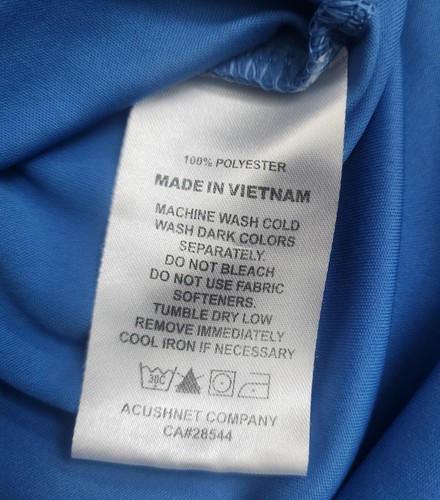 100% POLYESTER
MADE IN VIETNAM
MACHINE WASH COLD
WASH DARK COLORS
SEPARATELY.
DO NOT BLEACH
DO NOT USE FABRIC
SOFTENERS.
TUMBLE DRY LOW
REMOVE IMMEDIATELY
COOL IRON IF NECESSARY
30C
ACUSHNET COMPANY
CA#28544